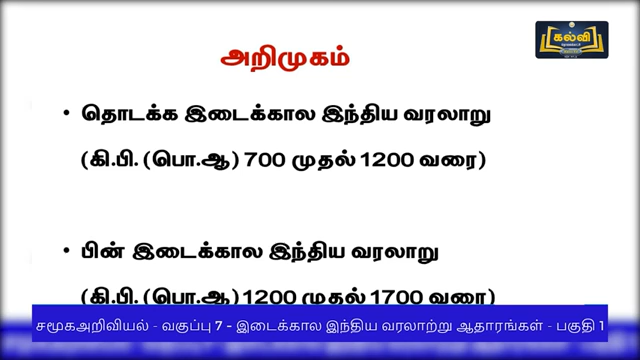 கல்வி
அறிமுகம்
• தொடக்க இடைக்கால இந்திய வரலாறு
(கி.பி. (பொ.ஆ) 700 முதல் 1200 வரை)
• பின் இடைக்கால இந்திய வரலாறு
(கி.பி. (பொ.ஆ) 1200 முதல் 1700 வரை)
சமூகஅறிவியல் - வகுப்பு 7 - இடைக்கால இந்திய வரலாற்று ஆதாரங்கள் - பகுதி 1